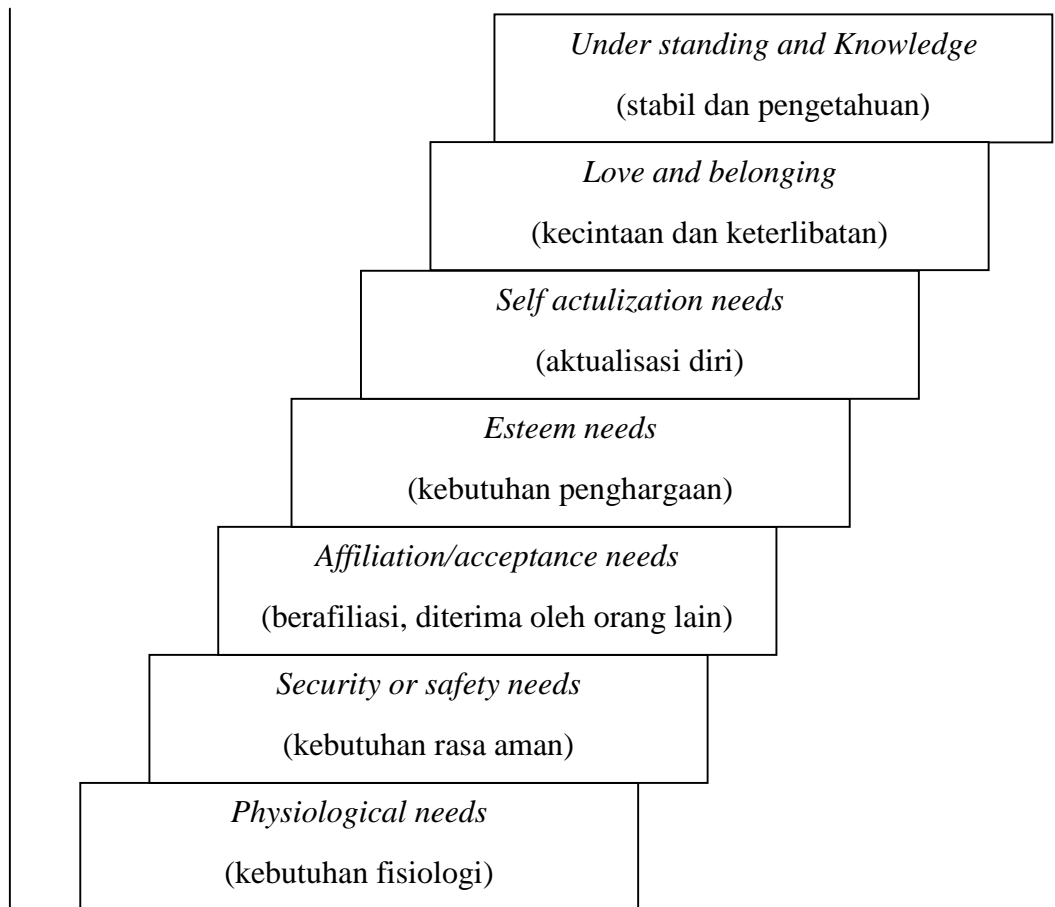 Under standing and Knowledge
(stabil dan pengetahuan)
Love and belonging
(kecintaan dan keterlibatan)
Self actulization needs
(aktualisasi diri)
Esteem needs
(kebutuhan penghargaan)
Affiliation/acceptance needs
(berafiliasi, diterima oleh orang lain)
Security or safety needs
(kebutuhan rasa aman)
Physiological needs
(kebutuhan fisiologi)